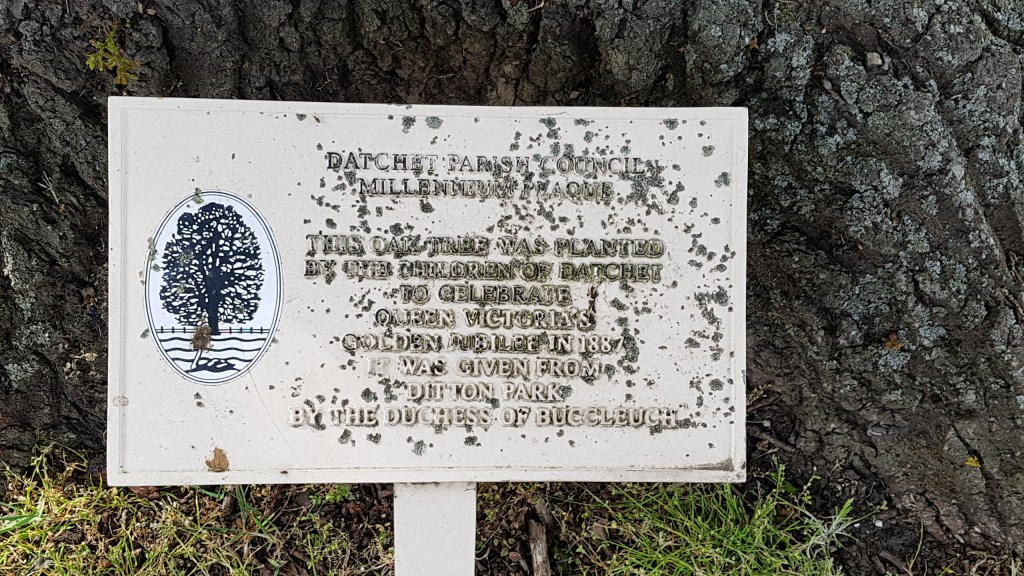 DATCHET PARISH COUNCIL
MILLENNIUM PLAQUE
THIS OAK TREE WAS PLANTED
BY THE CHILDREN OF DATCHET
TO CELEBRATE
QUEEN VICTORIA'S
GOLDEN JUBILEE IN 1887
IT WAS GIVEN FROM
DITTON PARK
BY THE DUCHESS OF BUCCLEUCH